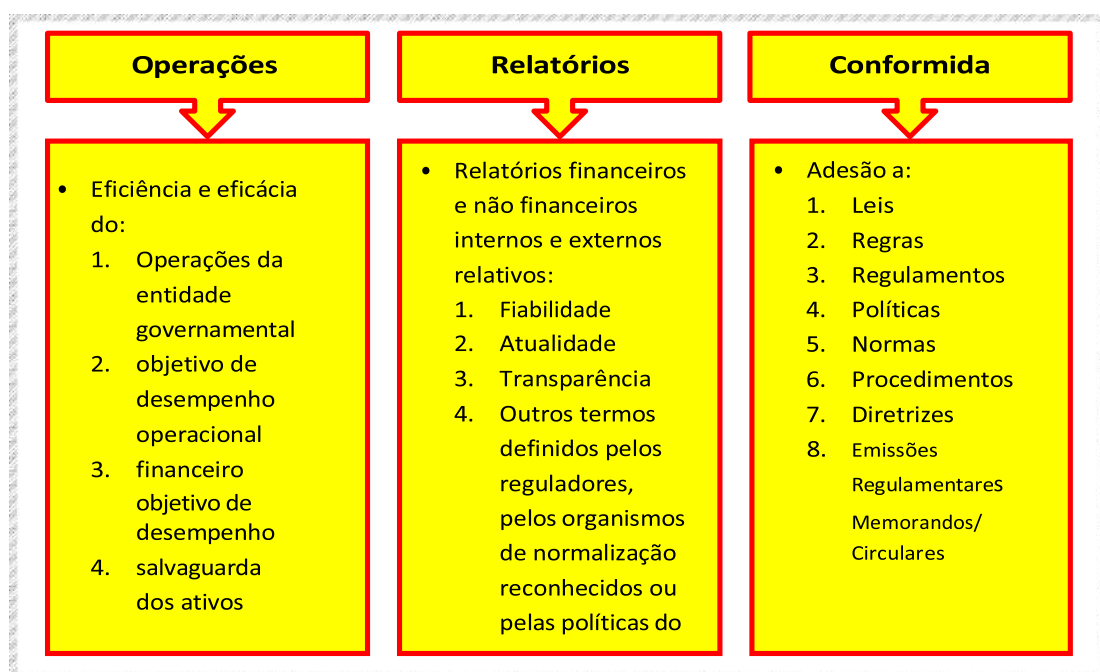 Operações
• Eficiência e eficácia
do:
1. Operações da
entidade
governamental
2. objetivo de
desempenho
operacional
3. financeiro
objetivo de
desempenho
4. salvaguarda
dos ativos
Relatórios
• Relatórios financeiros
e não financeiros
internos e externos
relativos:
1. Fiabilidade
2. Atualidade
3. Transparência
4. Outros termos
definidos pelos
reguladores,
pelos organismos
de normalização
reconhecidos ou
pelas políticas do
Conformida
• Adesão a:
1. Leis
2. Regras
3. Regulamentos
4. Políticas
5. Normas
6. Procedimentos
7. Diretrizes
8. Emissões
Regulamentares
Memorandos/
Circulares